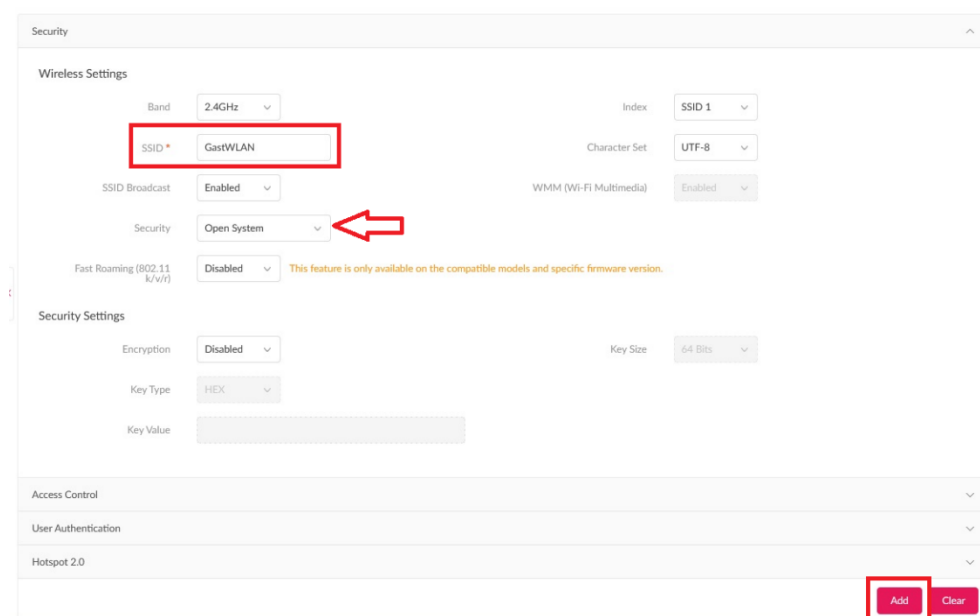 Security
Wireless Settings
Band 2.4GHz Index SSID 1
SSID * GastWLAN Character Set UTF-8
SSID Broadcast Enabled WMM (Wi-Fi Multimedia) Enabled
Security Open System
Fast Roaming (802.11 k/v/r) Disabled This feature is only available on the compatible models and specific firmware version.
Security Settings
Encryption Disabled Key Size 64 Bits
Key Type HEX
Key Value
Access Control
User Authentication
Hotspot 2.0
Add Clear